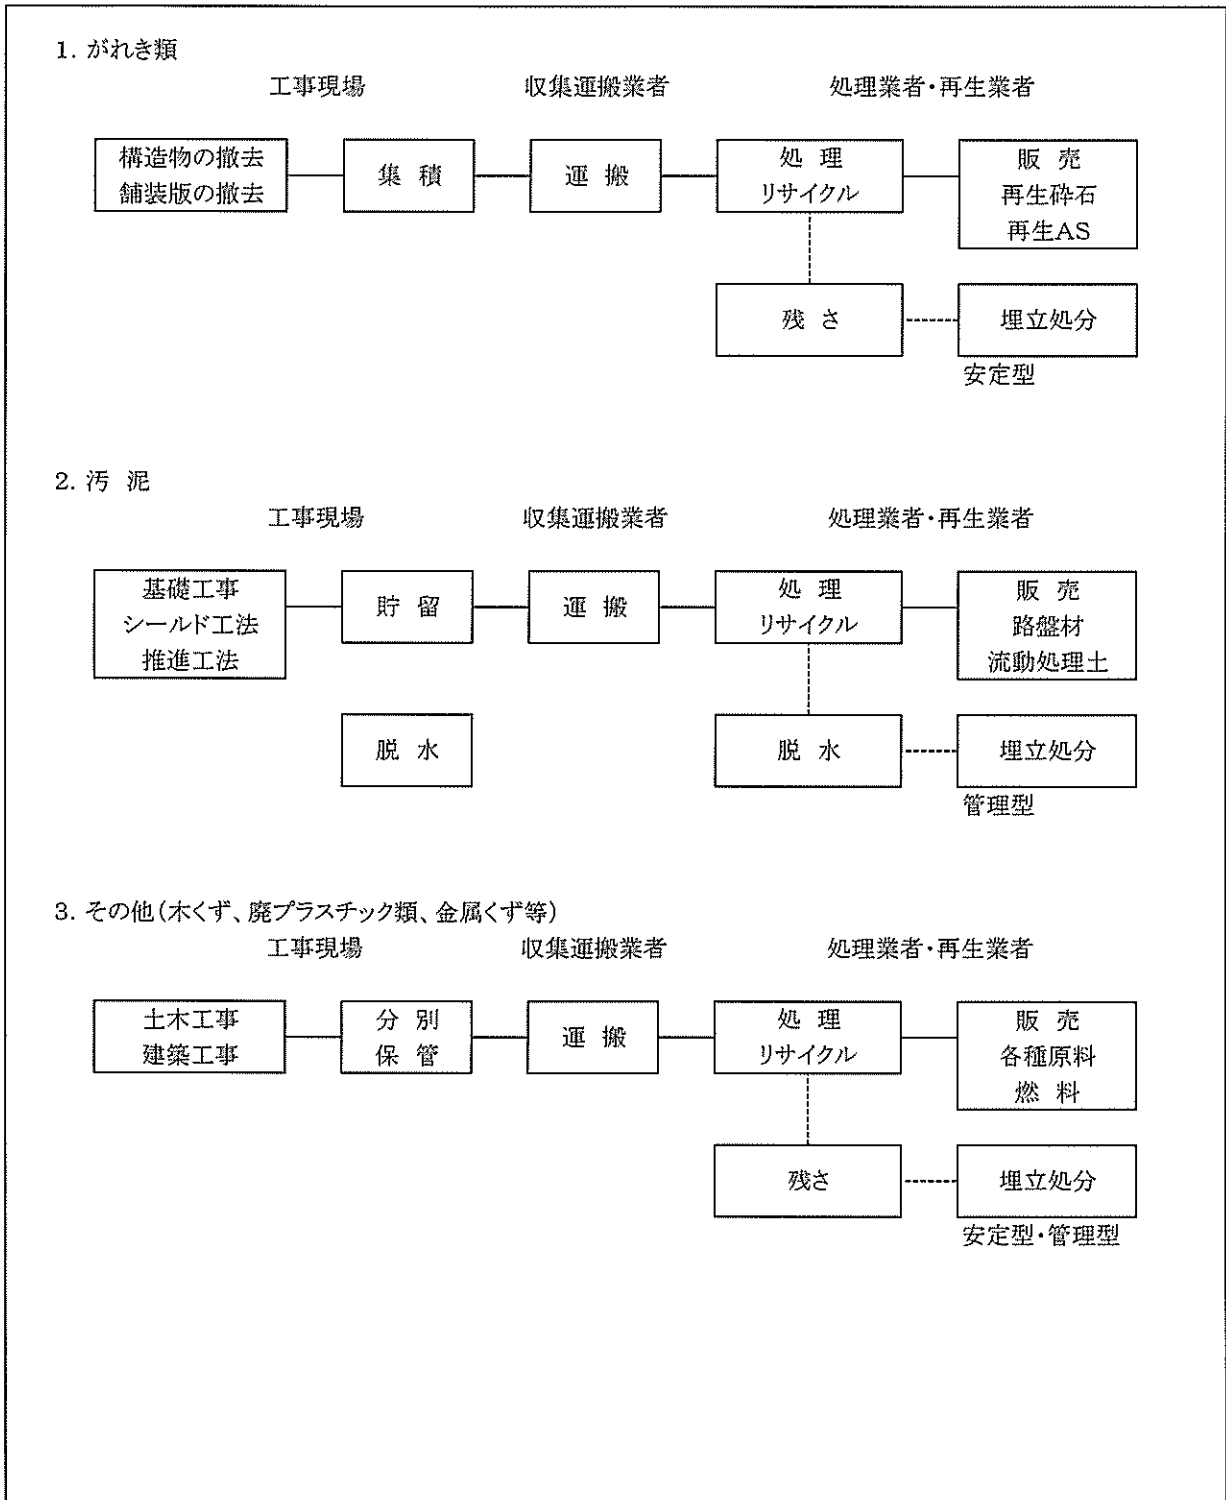 1. がれき類
工事現場 収集運搬業者 処理業者・再生業者
構造物の撤去
舗装版の撤去
集 積
運 搬
処 理
リサイクル
販 売
再生砕石
再生AS
残 さ
埋立処分
安定型
2. 汚 泥
工事現場 収集運搬業者 処理業者・再生業者
基礎工事
シールド工法
推進工法
貯 留
運 搬
処 理
リサイクル
販 売
路盤材
流動処理土
脱 水
脱 水
埋立処分
管理型
3. その他(木くず、廃プラスチック類、金属くず等)
工事現場 収集運搬業者 処理業者・再生業者
土木工事
建築工事
分 別
保 管
運 搬
処 理
リサイクル
販 売
各種原料
燃 料
残さ
埋立処分
安定型・管理型